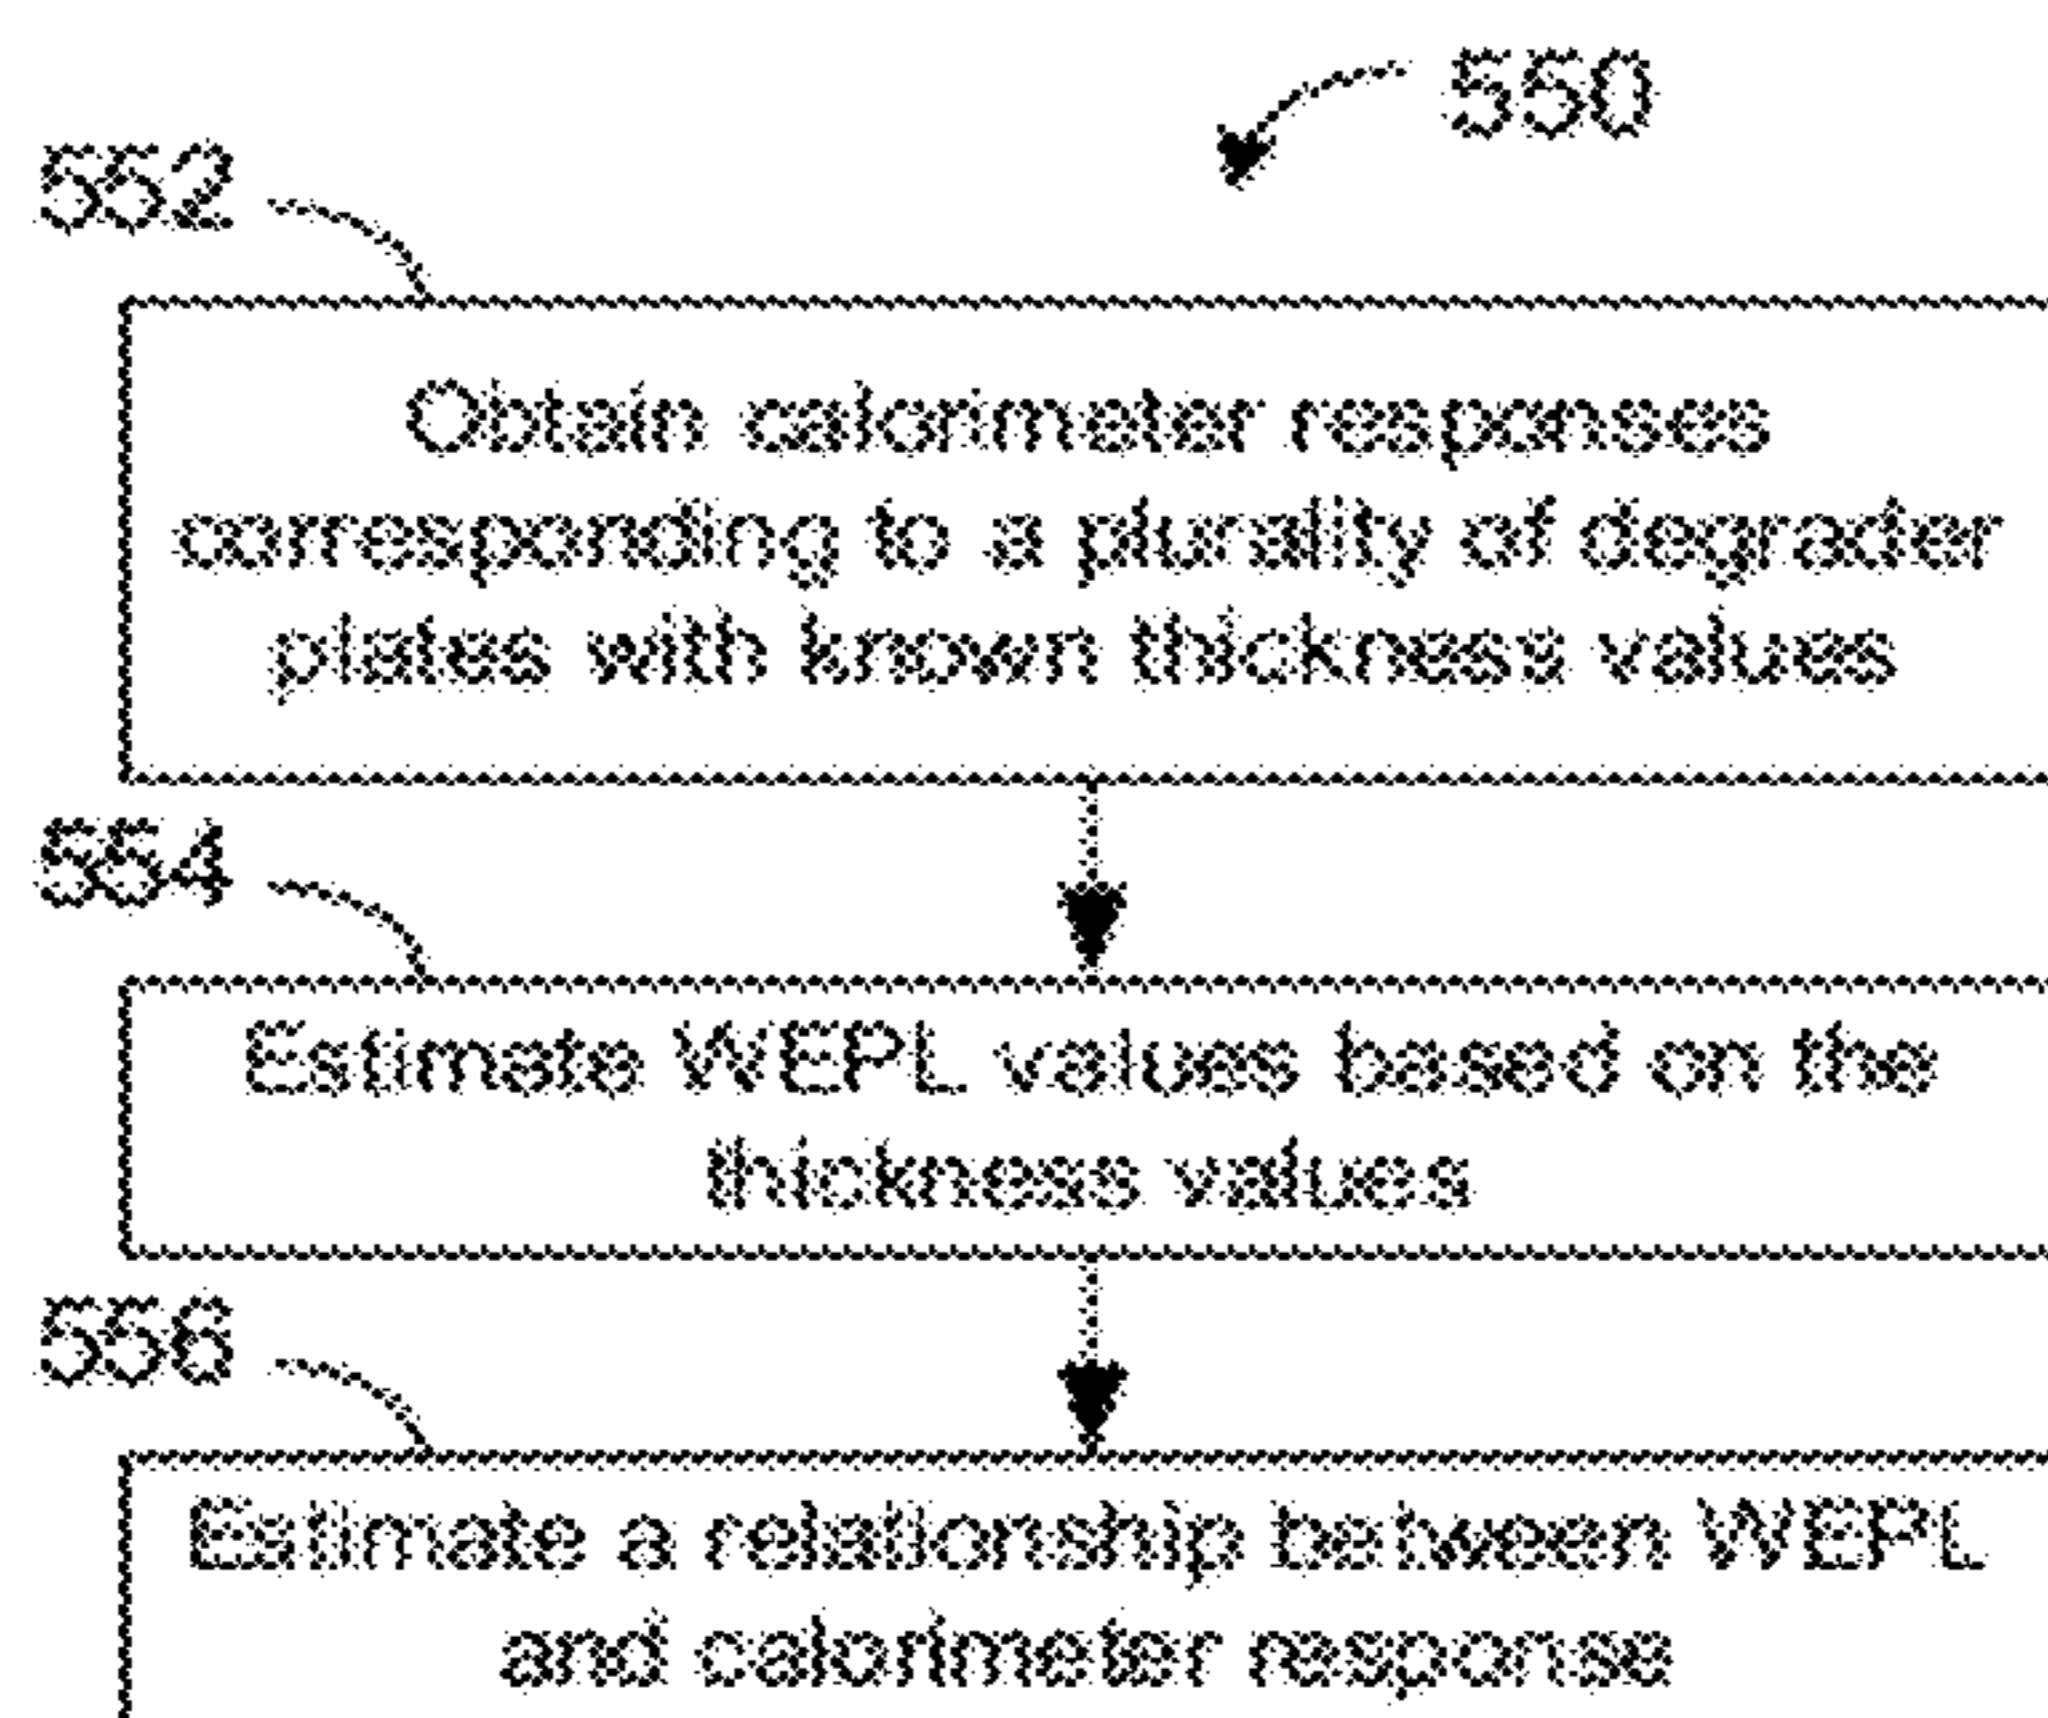 550
552
Obtain calorimeter responses
corresponding to a plurality of degrader
plates with known thickness values
554
Estimate WEPL values based on the
thickness values
556
Estimate a relationship between WEPL
and calorimeter response